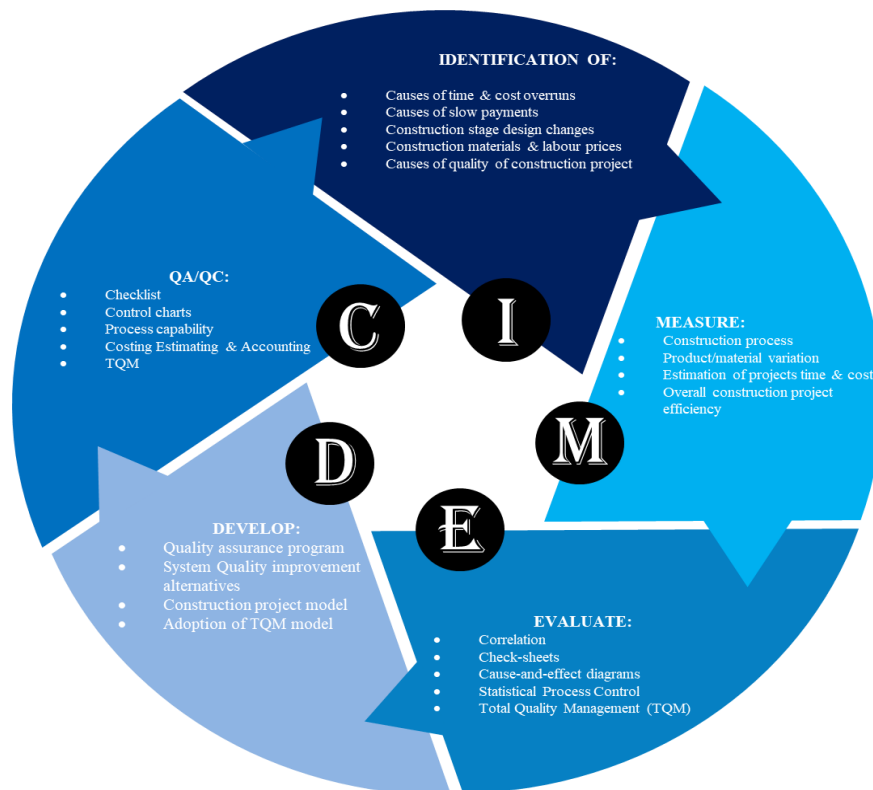 IDENTIFICATION OF:
• Causes of time & cost overruns
• Causes of slow payments
• Construction stage design changes
• Construction materials & labour prices
• Causes of quality of construction project
I
MEASURE:
• Construction process
• Product/material variation
• Estimation of projects time & cost
• Overall construction project
efficiency
M
EVALUATE:
• Correlation
• Check-sheets
• Cause-and-effect diagrams
• Statistical Process Control
• Total Quality Management (TQM)
E
DEVELOP:
• Quality assurance program
• System Quality improvement
alternatives
• Construction project model
• Adoption of TQM model
D
QA/QC:
• Checklist
• Control charts
• Process capability
• Costing Estimating & Accounting
• TQM
C